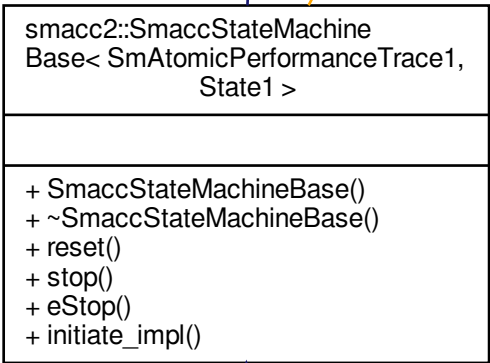 smacc2::SmaccStateMachine
Base< SmAtomicPerformanceTrace1,
State1 >
+ SmaccStateMachineBase()
+ ~SmaccStateMachineBase()
+ reset()
+ stop()
+ eStop()
+ initiate_impl()